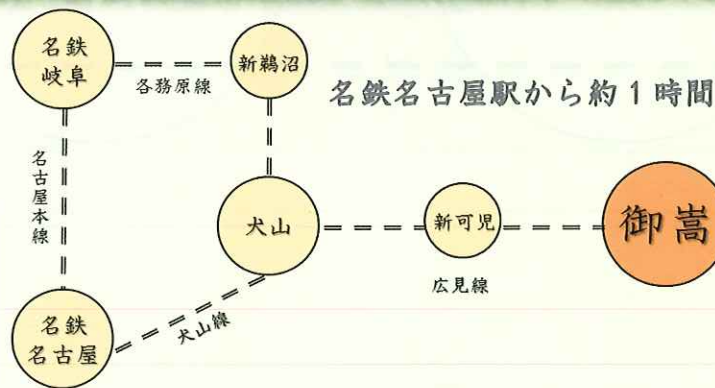 名鉄
岐阜
各務原線
新鵜沼
名鉄名古屋駅から約1時間
名古屋本線
犬山
新可児
御嵩
広見線
名鉄
名古屋
犬山線